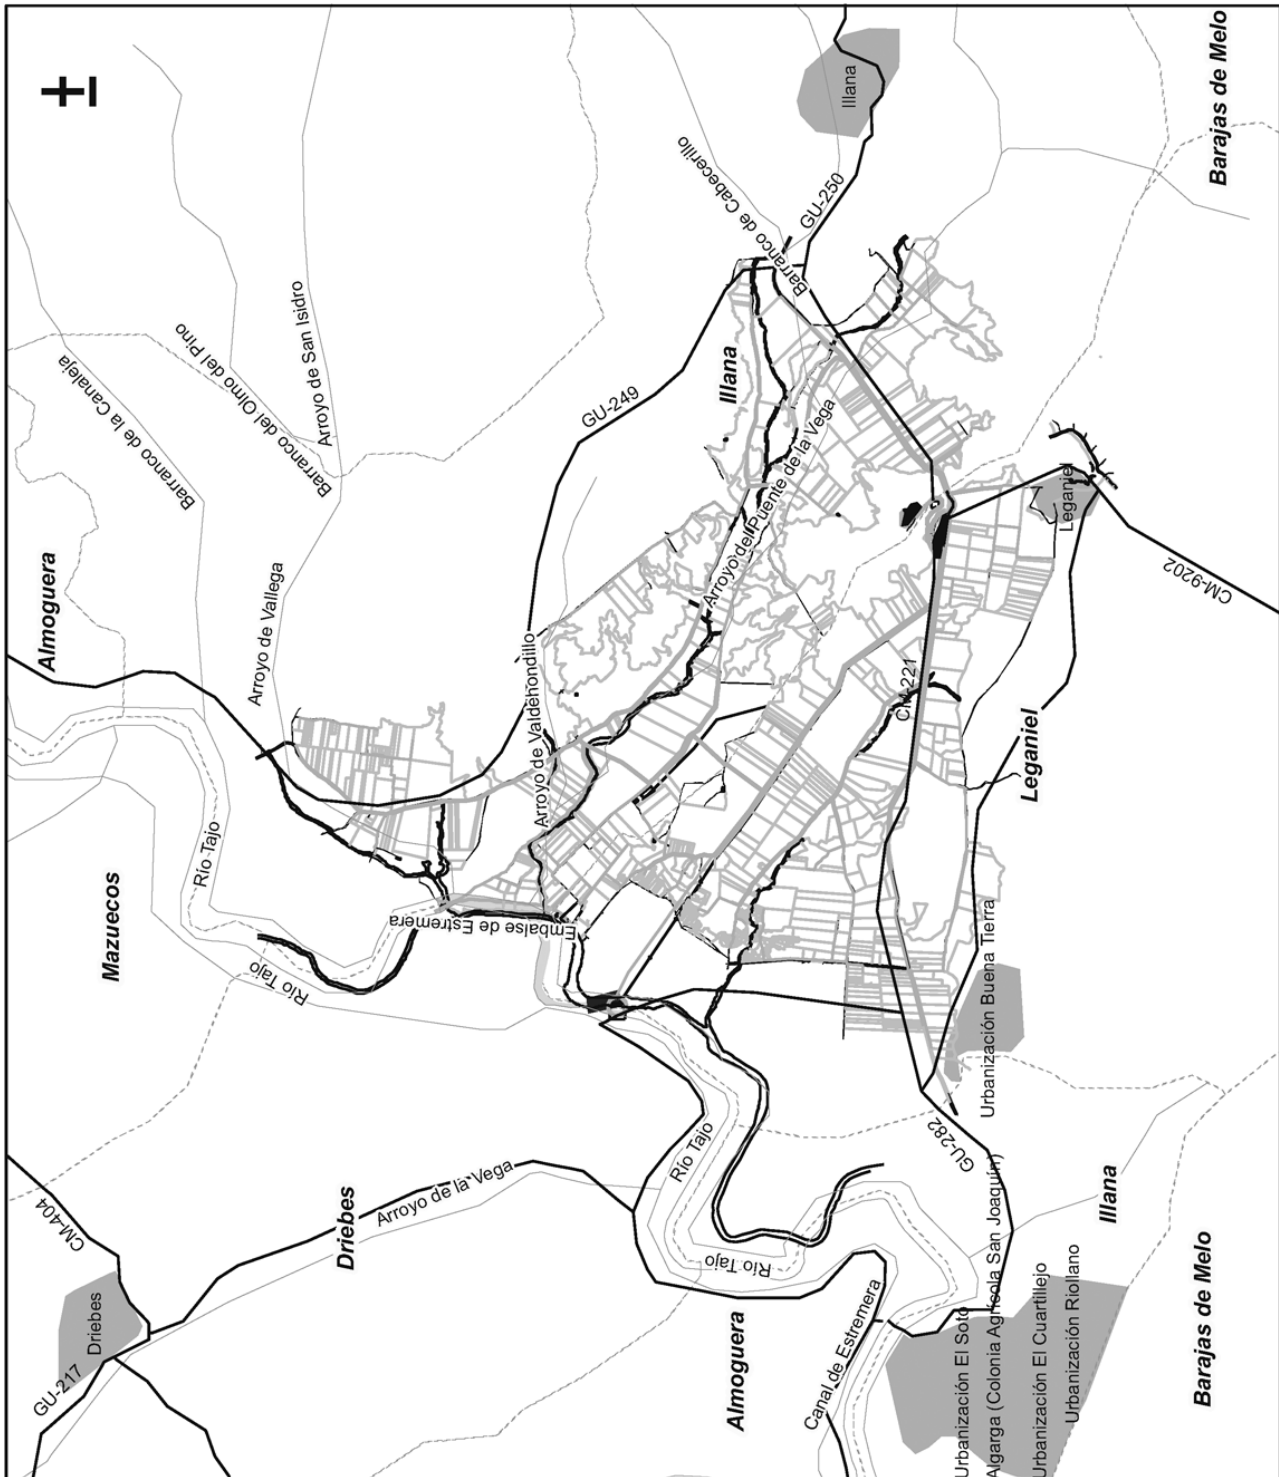 Illana
Barajas de Melo
Barranco de Cabecerillo
GU-250
Arroyo de San Isidro
Barranco del Olmo del Pino
Barranco de la Canaleja
GU-249
Illana
Arroyo del Puente de la Vega
Leganiel
CM-9202
Almoguera
Arroyo de Vallega
Arroyo de Valdehondillo
CM-221
Leganiel
Río Tajo
Mazuecos
Embalse de Estremera
Río Tajo
Urbanización Buena Tierra
GU-282
CM-404
Arroyo de la Vega
Driebes
Río Tajo
Illana
Río Tajo
Driebes
GU-217
Almoguera
Canal de Estremera
Urbanización El Soto
Algarga (Colonia Agrícola San Joaquín)
Urbanización El Cuartillejo
Urbanización Riollano
Barajas de Melo